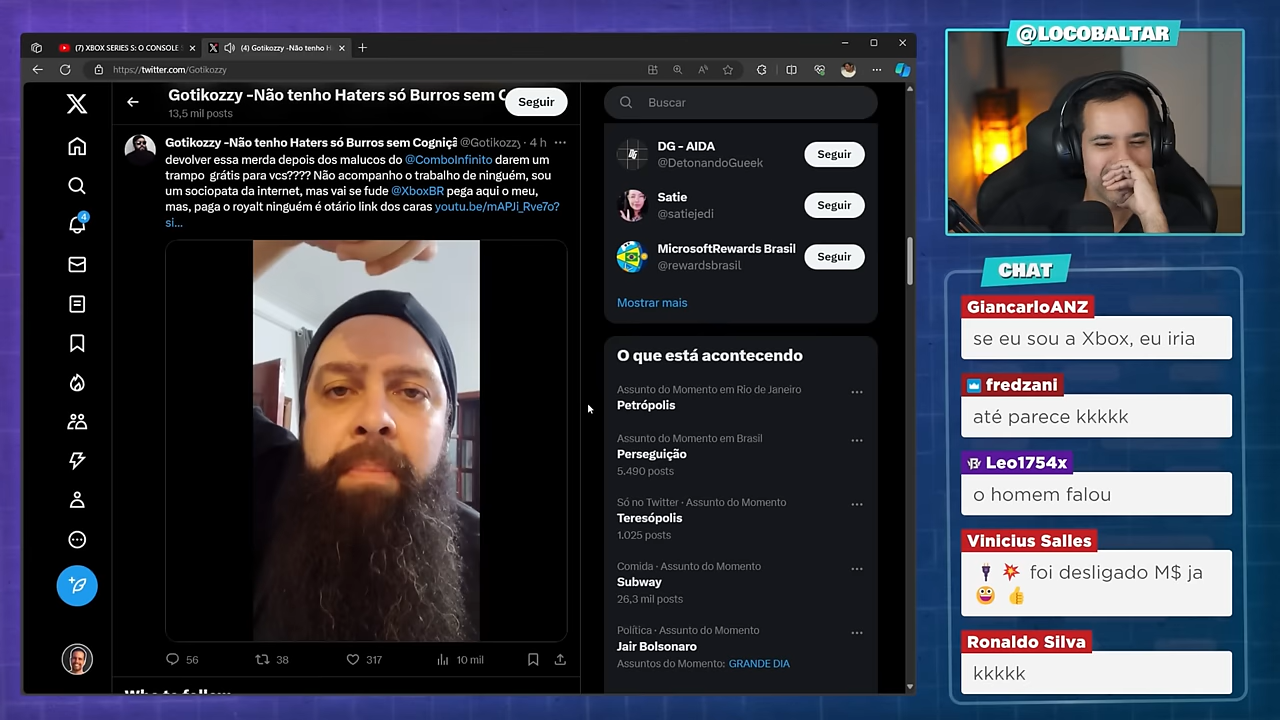 (7) XBOX SERIES S: O CONSOLE
(4) Gotikozzy -Não tenho H
https://twitter.com/Gotikozzy
Gotikozzy -Não tenho Haters só Burros sem C
13,5 mil posts
Seguir
Gotikozzy -Não tenho Haters só Burros sem Cogniçã @Gotikozzy · 4 h
devolver essa merda depois dos malucos do @ComboInfinito darem um
trampo grátis para vcs???? Não acompanho o trabalho de ninguém, sou
um sociopata da internet, mas vai se fude @XboxBR pega aqui o meu,
mas, paga o royalt ninguém é otário link dos caras youtu.be/mAPJi_Rve7o?
si...
56
38
317
10 mil
Who to follow
4
Buscar
DG - AIDA
@DetonandoGueek
Seguir
Satie
@satiejedi
Seguir
MicrosoftRewards Brasil
@rewardsbrasil
Seguir
Mostrar mais
O que está acontecendo
Assunto do Momento em Rio de Janeiro
Petrópolis
Assunto do Momento em Brasil
Perseguição
5.490 posts
Só no Twitter · Assunto do Momento
Teresópolis
1.025 posts
Comida · Assunto do Momento
Subway
26,3 mil posts
Política · Assunto do Momento
Jair Bolsonaro
Assuntos do Momento: GRANDE DIA
@LOCOBALTAR
CHAT
GiancarloANZ
se eu sou a Xbox, eu iria
fredzani
até parece kkkkk
Leo1754x
o homem falou
Vinicius Salles
foi desligado M$ ja
Ronaldo Silva
kkkkk